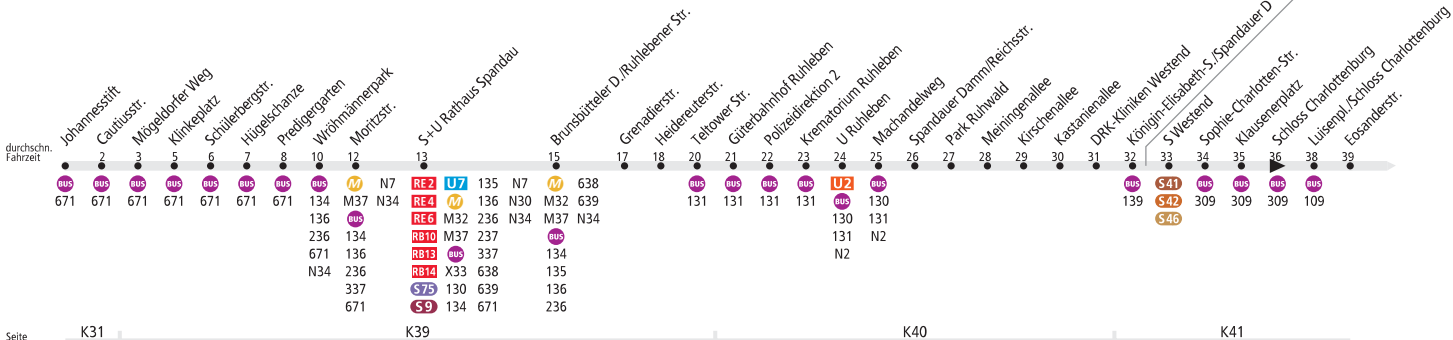 Johannesstift
Cautiusstr.
Mögeldorfer Weg
Klinkeplatz
Schülerbergstr.
Hügelschanze
Predigergarten
Wröhmännerpark
Moritzstr.
S+U Rathaus Spandau
Brunsbütteler D./Ruhlebener Str.
Grenadierstr.
Heidereuterstr.
Teltower Str.
Güterbahnhof Ruhleben
Polizeidirektion 2
Krematorium Ruhleben
U Ruhleben
Machandelweg
Spandauer Damm/Reichsstr.
Park Ruhwald
Meiningenallee
Kirschenallee
Kastanienallee
DRK-Kliniken Westend
Königin-Elisabeth-S./Spandauer D
S Westend
Sophie-Charlotten-Str.
Klausenerplatz
Schloss Charlottenburg
Luisenpl./Schloss Charlottenburg
Eosanderstr.
durchschn.
Fahrzeit 2 3 5 6 7 8 10 12 13 15 17 18 20 21 22 23 24 25 26 27 28 29 30 31 32 33 34 35 36 38 39
BUS BUS BUS BUS BUS BUS BUS BUS M N7 RE2 U7 135 N7 M 638 BUS BUS BUS BUS U2 BUS BUS S41 BUS BUS BUS BUS
671 671 671 671 671 671 671 134 M37 N34 RE4 M 136 N30 M32 639 131 131 131 131 BUS 130 139 S42 309 309 309 109
136 BUS RE6 M32 236 N34 M37 N34 130 131 S46
236 134 RB10 M37 237 BUS 131 N2
671 136 RB13 BUS 337 134 N2
N34 236 RB14 X33 638 135
337 S75 130 639 136
671 S9 134 671 236
Seite K31 K39 K40 K41